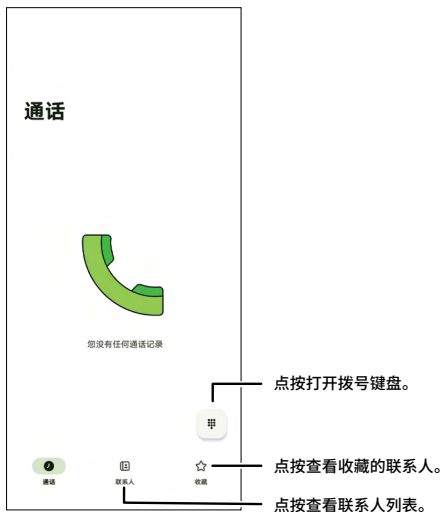 通话
您没有任何通话记录
点按打开拨号键盘。
通话
联系人
收藏
点按查看收藏的联系人。
点按查看联系人列表。